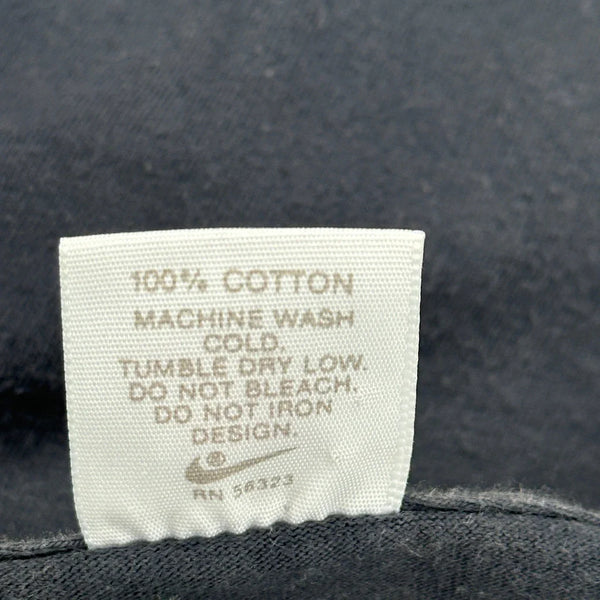 100% COTTON
MACHINE WASH
COLD.
TUMBLE DRY LOW.
DO NOT BLEACH.
DO NOT IRON
DESIGN.
®
RN 56323